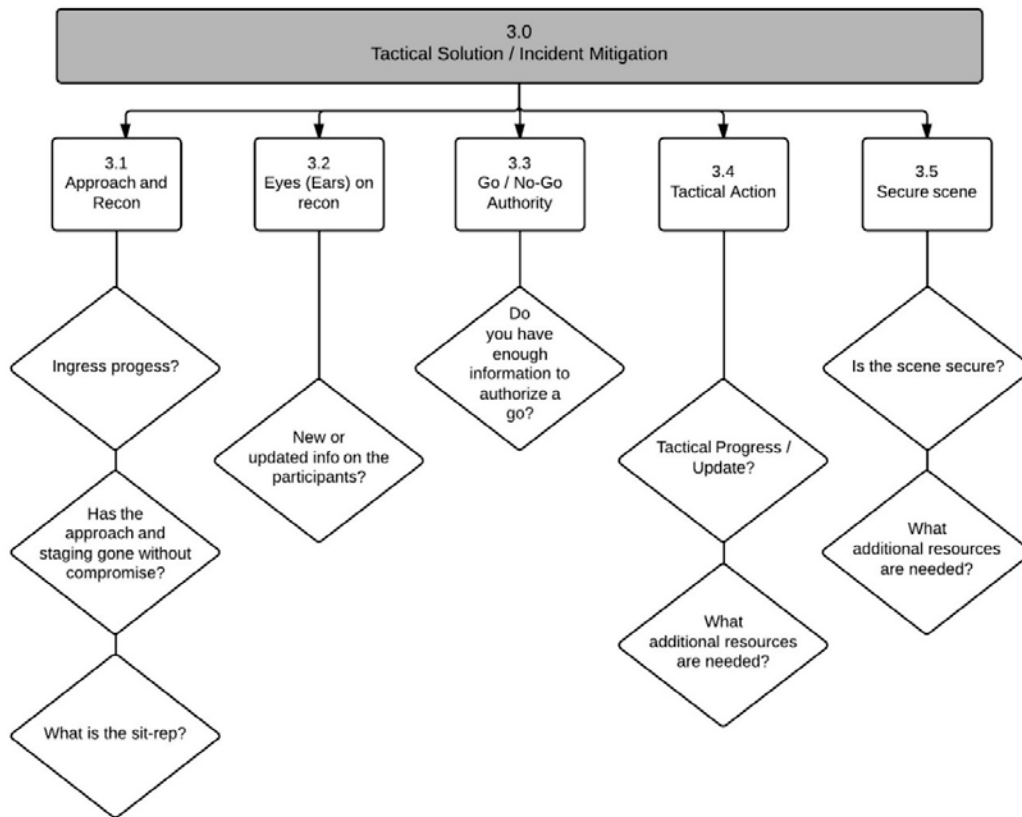 3.0
Tactical Solution / Incident Mitigation
3.1
Approach and
Recon
3.2
Eyes (Ears) on
recon
3.3
Go / No-Go
Authority
3.4
Tactical Action
3.5
Secure scene
Ingress progess?
Has the
approach and
staging gone without
compromise?
What is the sit-rep?
New or
updated info on the
participants?
Do
you have
enough
information to
authorize a
go?
Tactical Progress /
Update?
What
additional resources
are needed?
Is the scene secure?
What
additional resources
are needed?